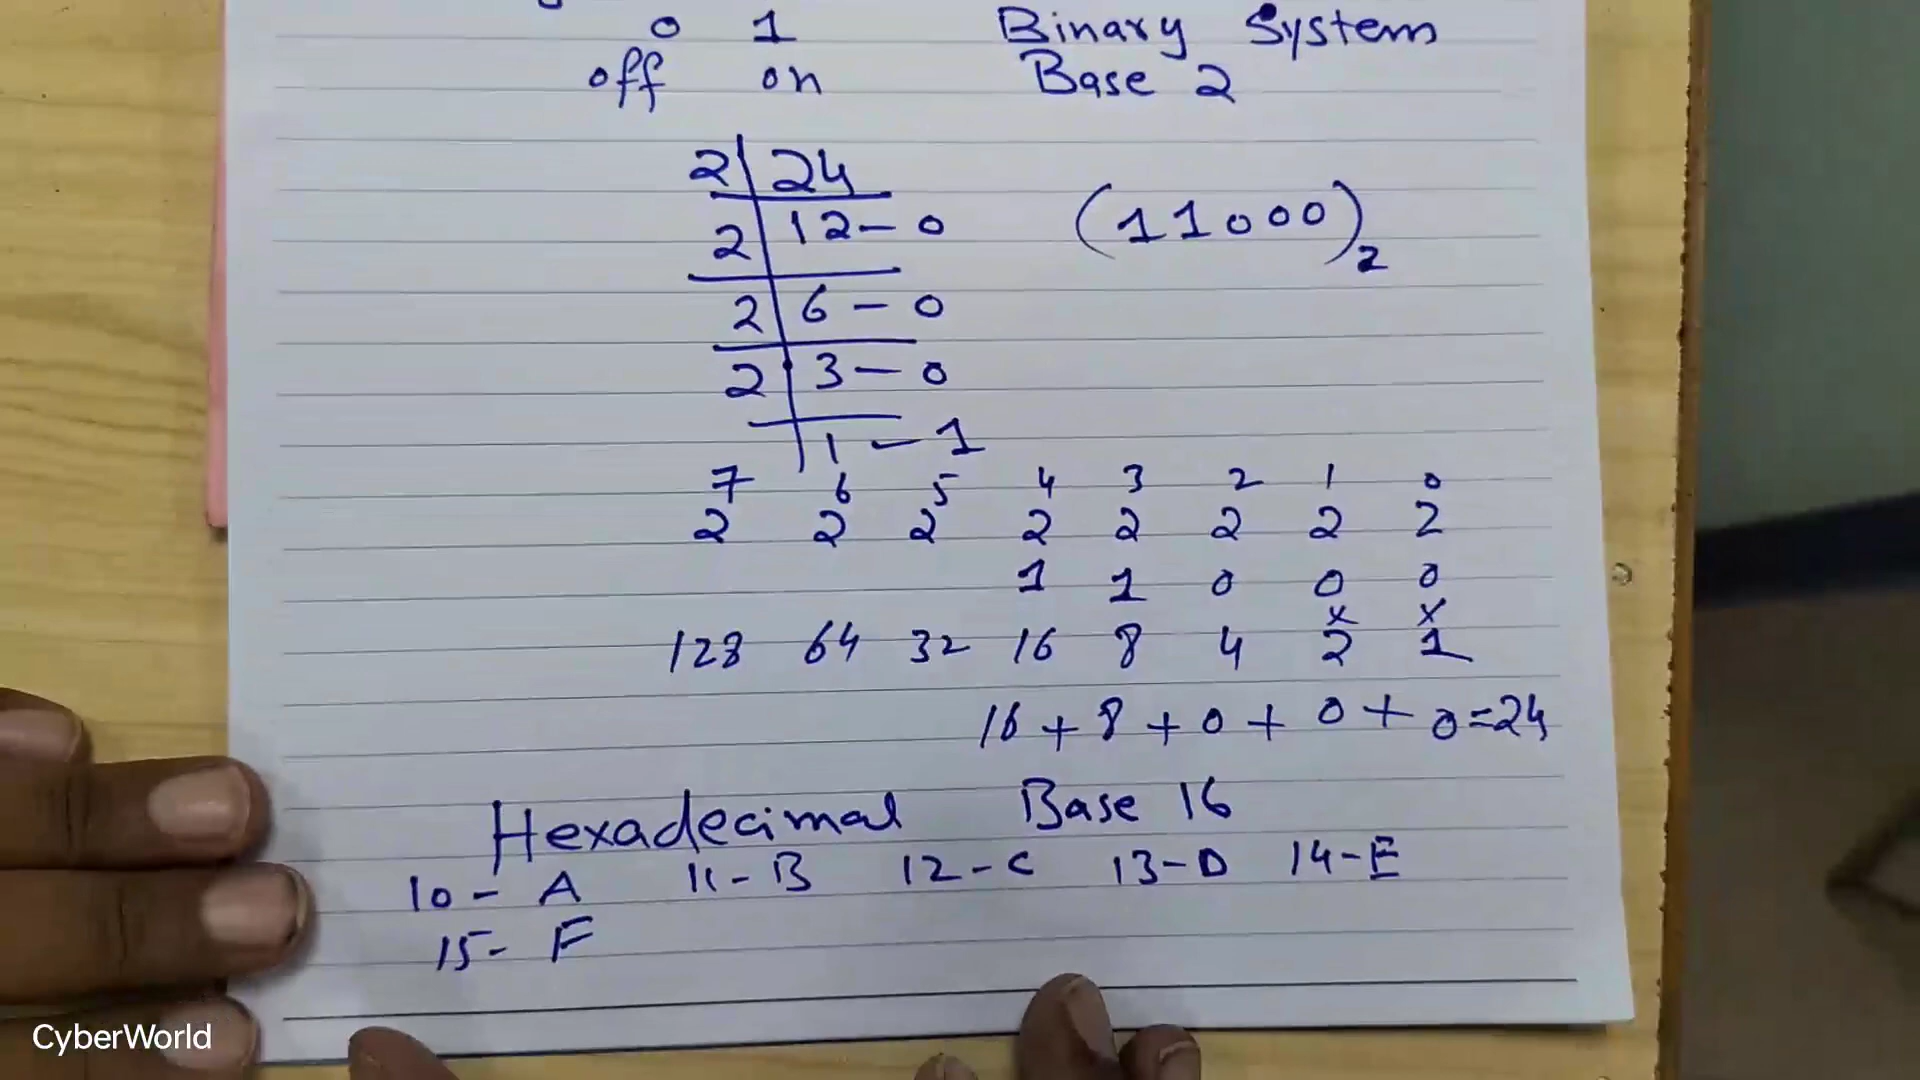 0 1 Binary System
off on Base 2
2 | 24
2 | 12 - 0 (11000)2
2 | 6 - 0
2 | 3 - 0
1 - 1
7 6 5 4 3 2 1 0
2 2 2 2 2 2 2 2
1 1 0 0 0
x x
128 64 32 16 8 4 2 1
16 + 8 + 0 + 0 + 0 = 24
Hexadecimal Base 16
10 - A 11 - B 12 - C 13 - D 14 - E
15 - F
CyberWorld